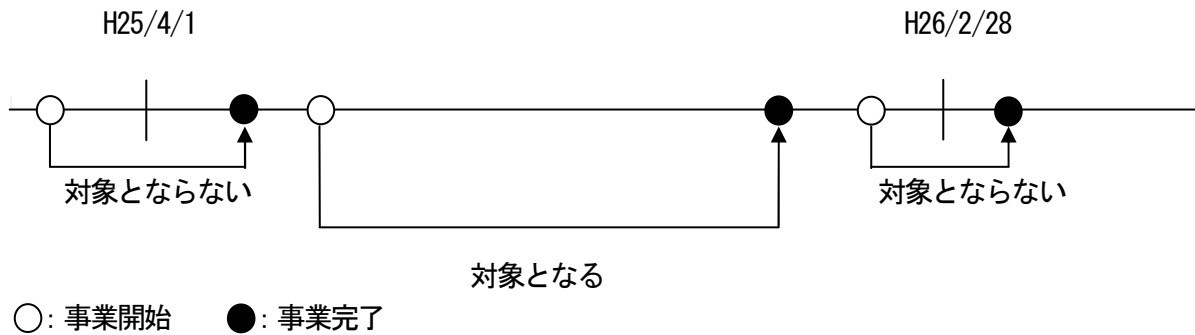 H25/4/1
H26/2/28
対象とならない
対象とならない
対象となる
○: 事業開始 ●: 事業完了